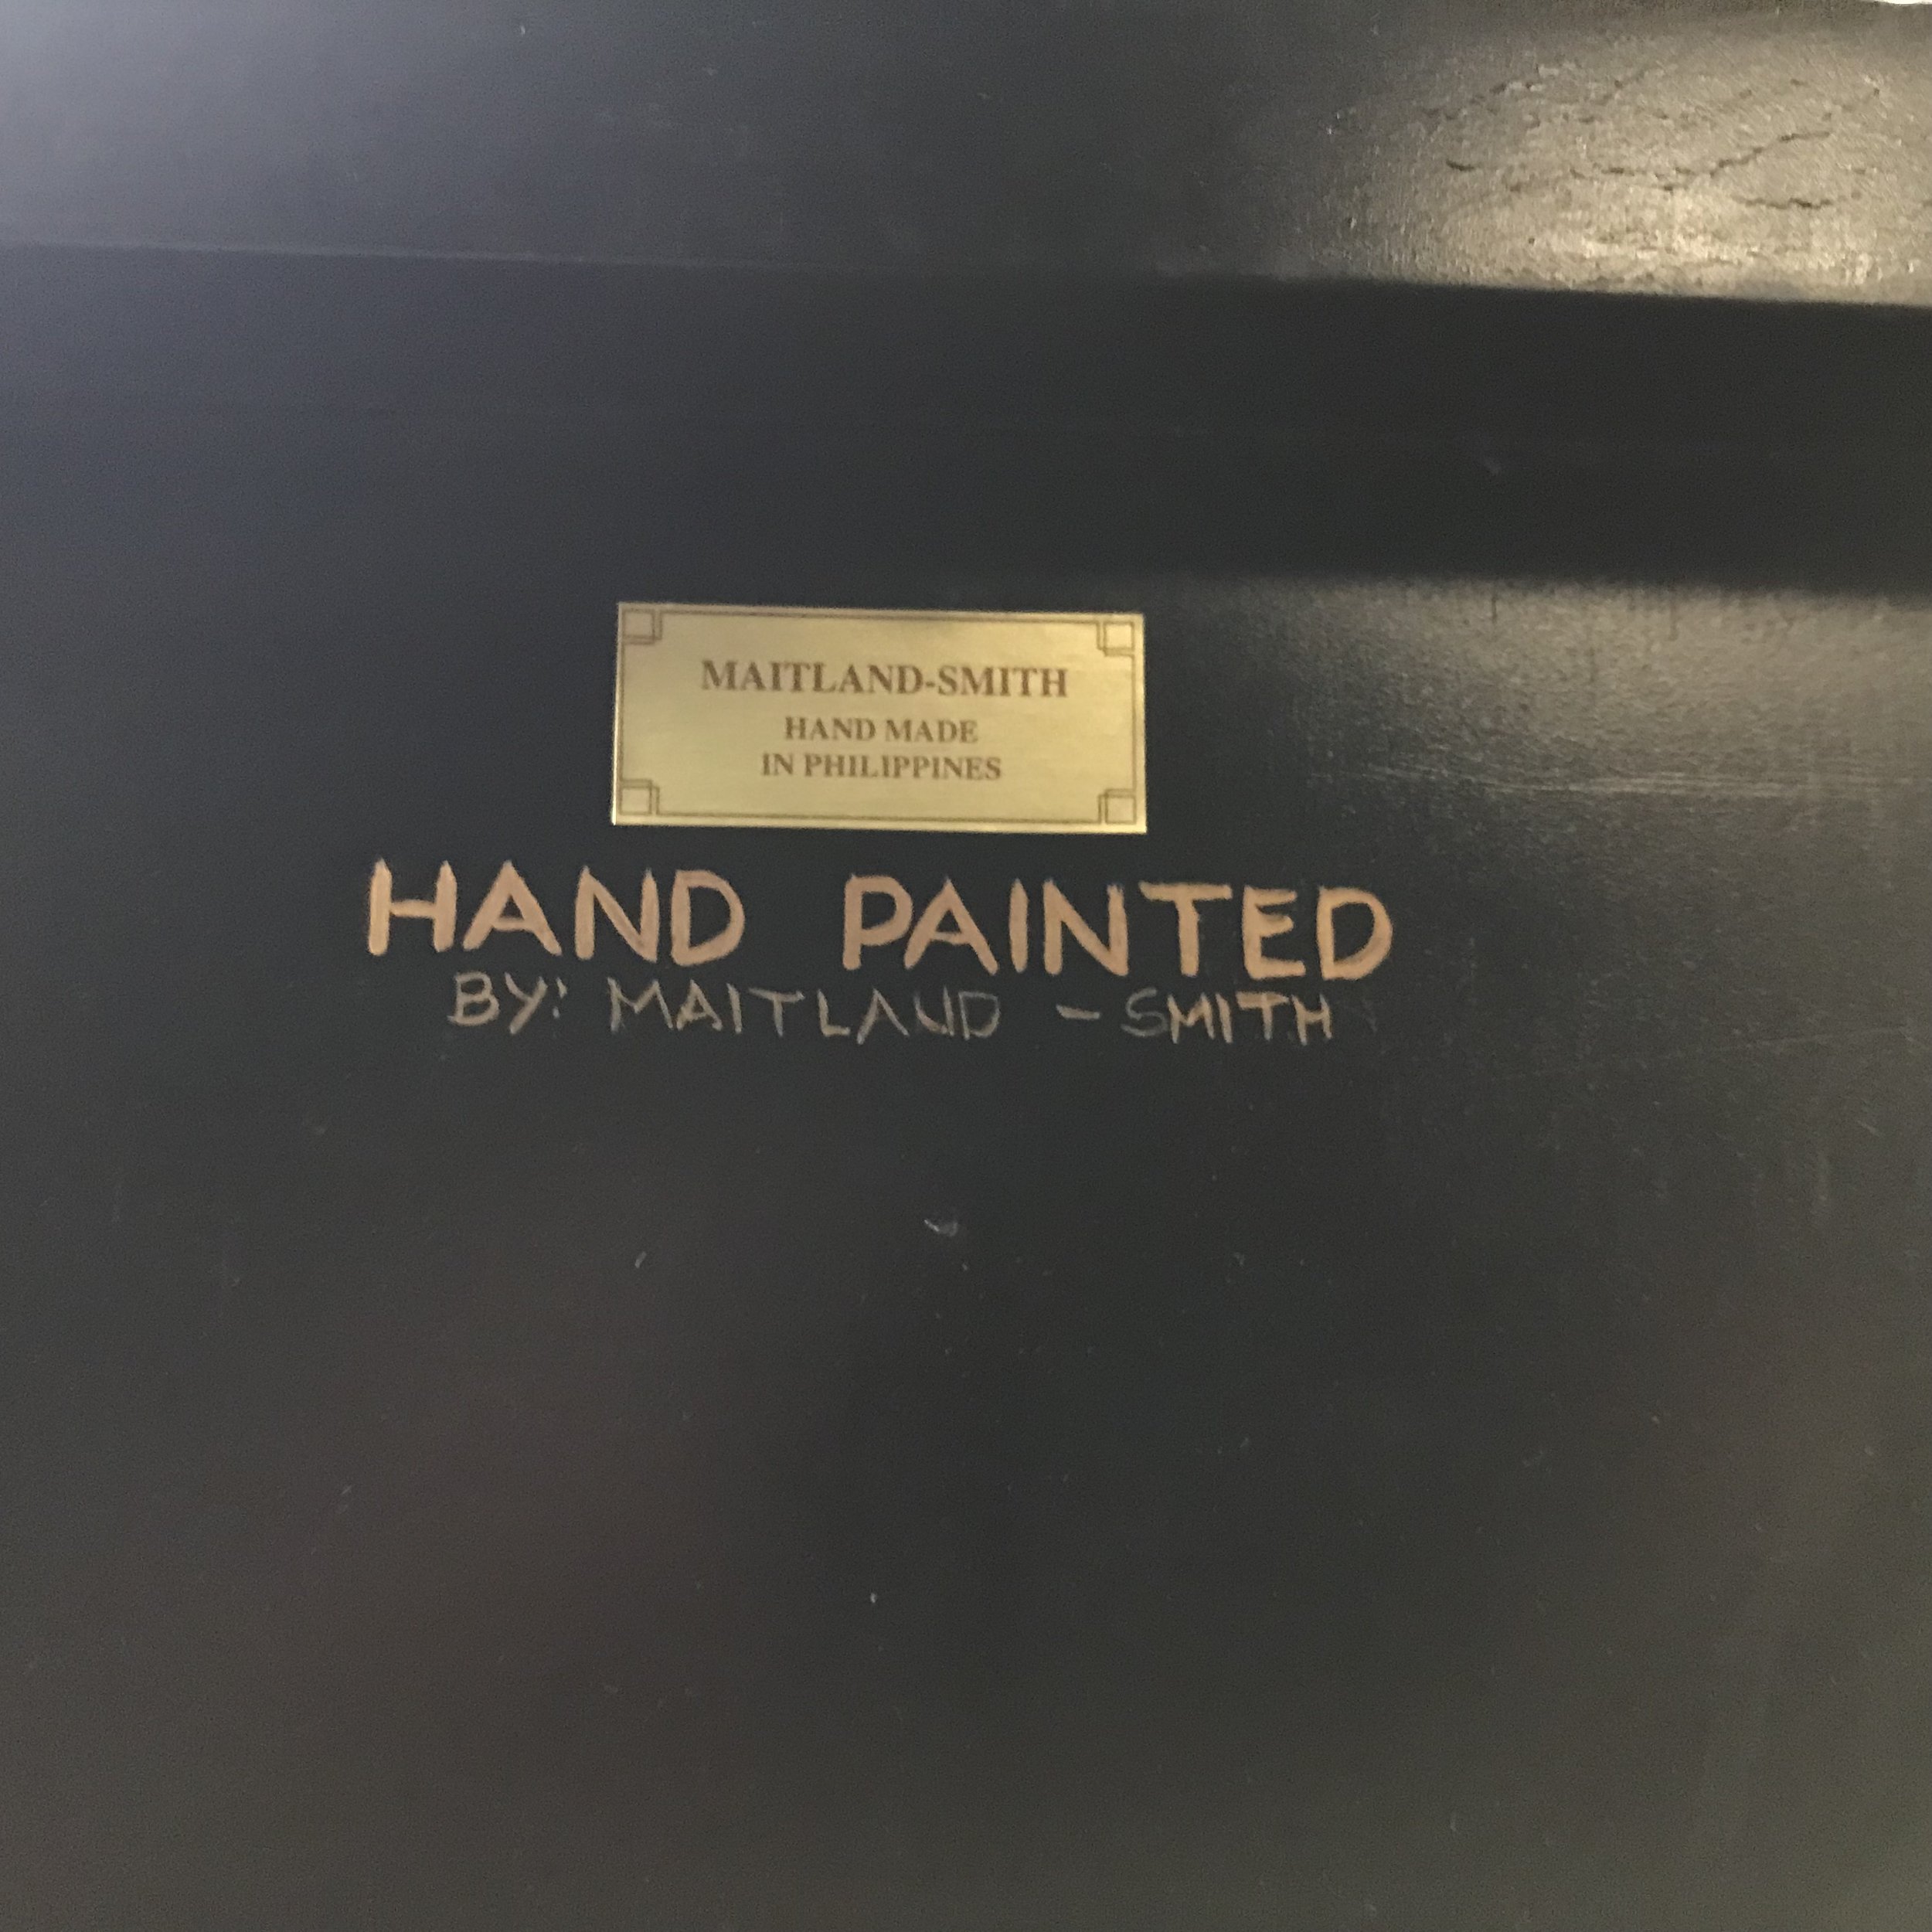 MAITLAND-SMITH
HAND MADE
IN PHILIPPINES
HAND PAINTED
BY: MAITLAND - SMITH